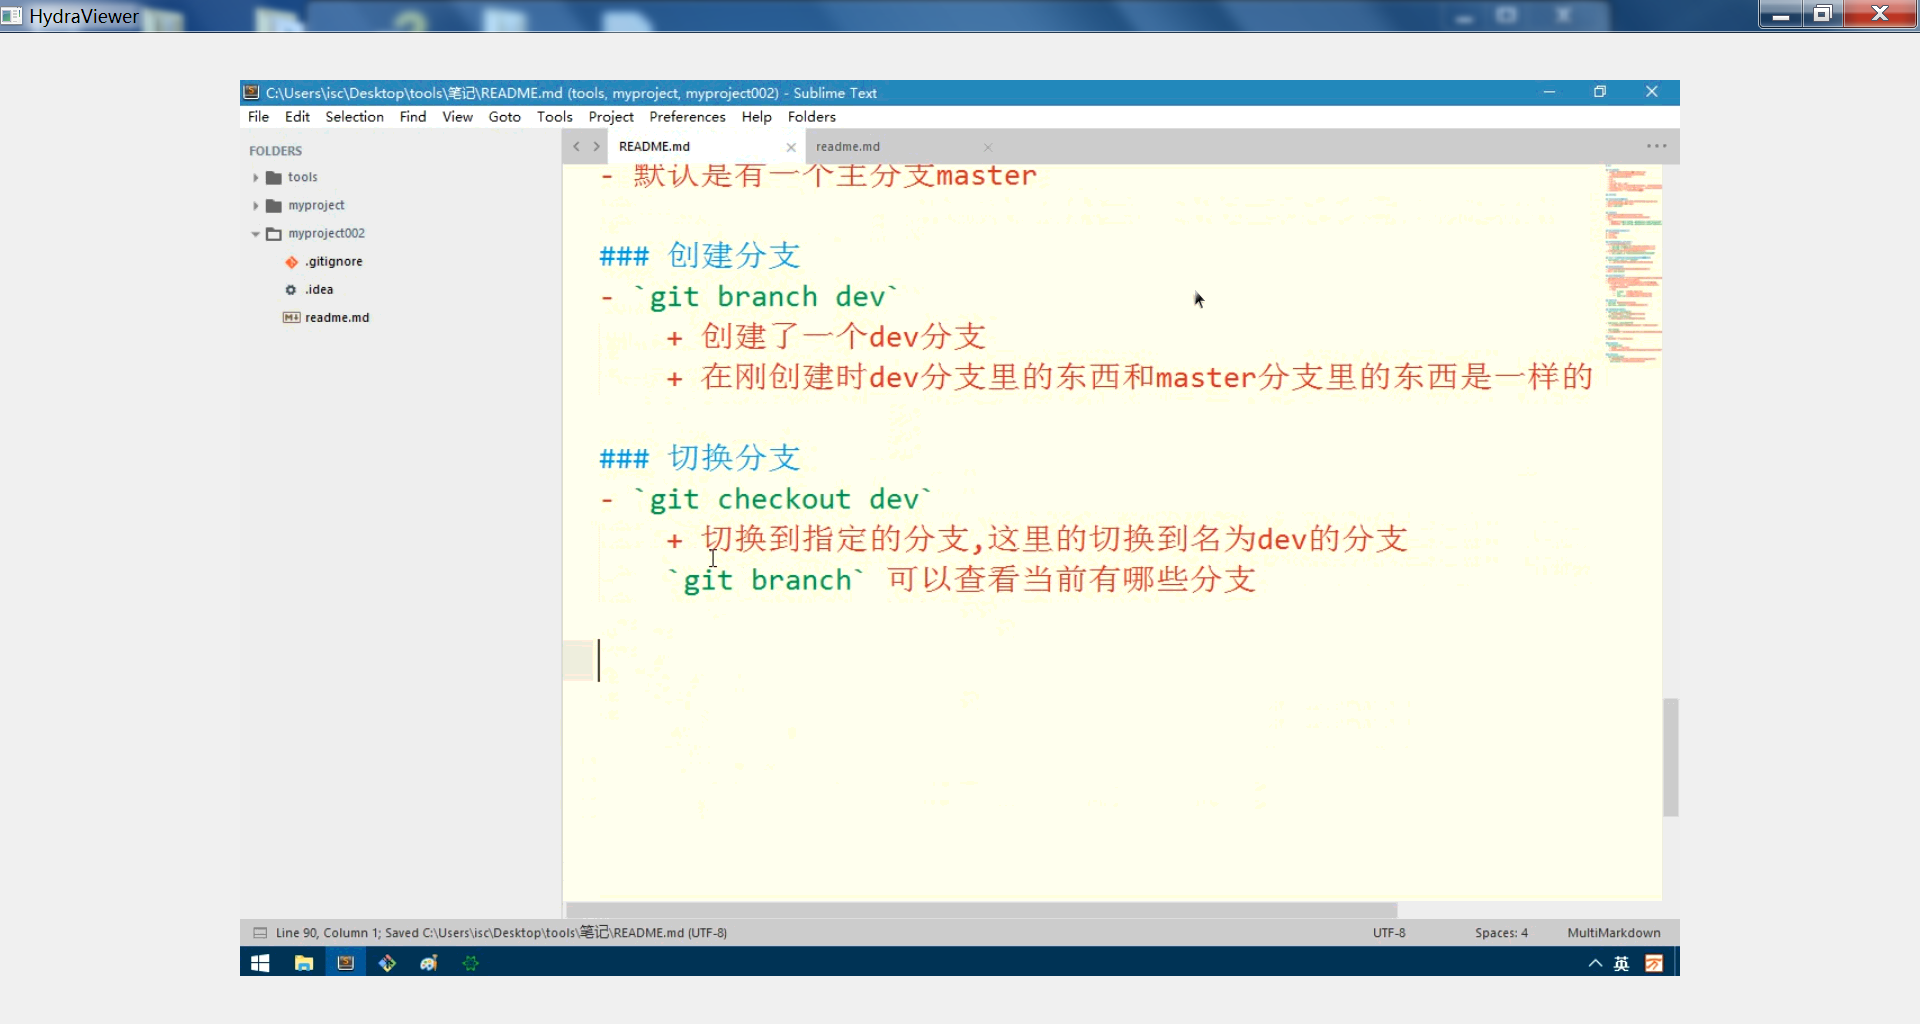 HydraViewer
C:\Users\isc\Desktop\tools\笔记\README.md (tools, myproject, myproject002) - Sublime Text
File Edit Selection Find View Goto Tools Project Preferences Help Folders
FOLDERS
tools
myproject
myproject002
.gitignore
.idea
readme.md
README.md
readme.md
- 默认是有一个主分支master
### 创建分支
- `git branch dev`
+ 创建了一个dev分支
+ 在刚创建时dev分支里的东西和master分支里的东西是一样的
### 切换分支
- `git checkout dev`
+ 切换到指定的分支,这里的切换到名为dev的分支
`git branch` 可以查看当前有哪些分支
Line 90, Column 1; Saved C:\Users\isc\Desktop\tools\笔记\README.md (UTF-8)
UTF-8
Spaces: 4
MultiMarkdown
英